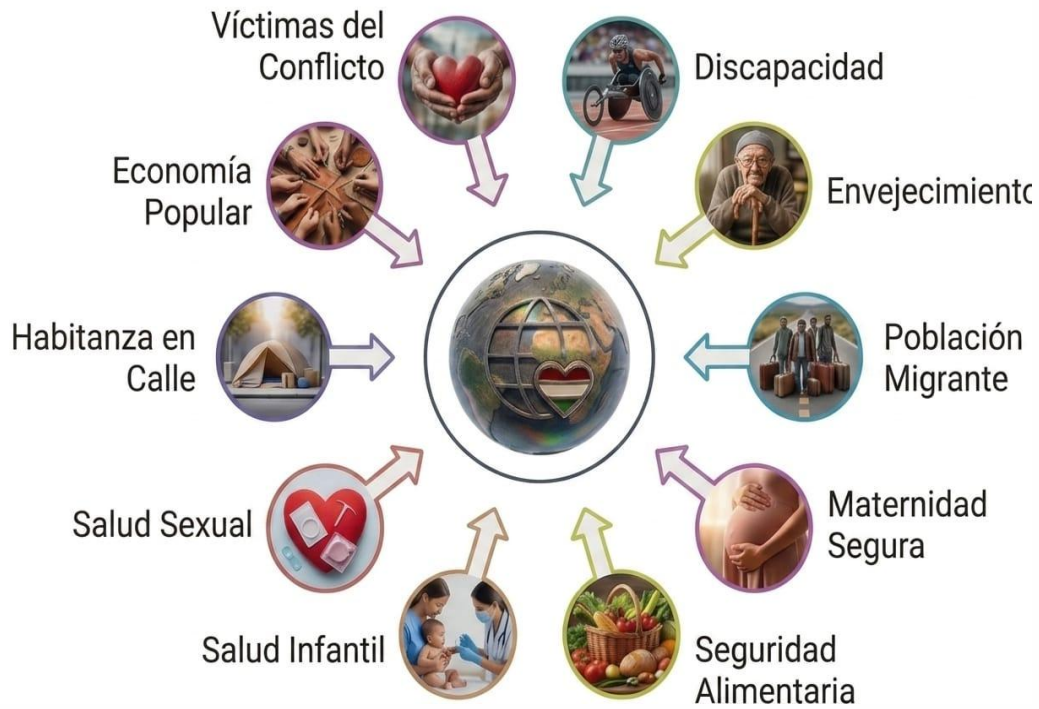 Víctimas del
Conflicto
Discapacidad
Economía
Popular
Envejecimiento
Habitanza en
Calle
Población
Migrante
Salud Sexual
Maternidad
Segura
Salud Infantil
Seguridad
Alimentaria